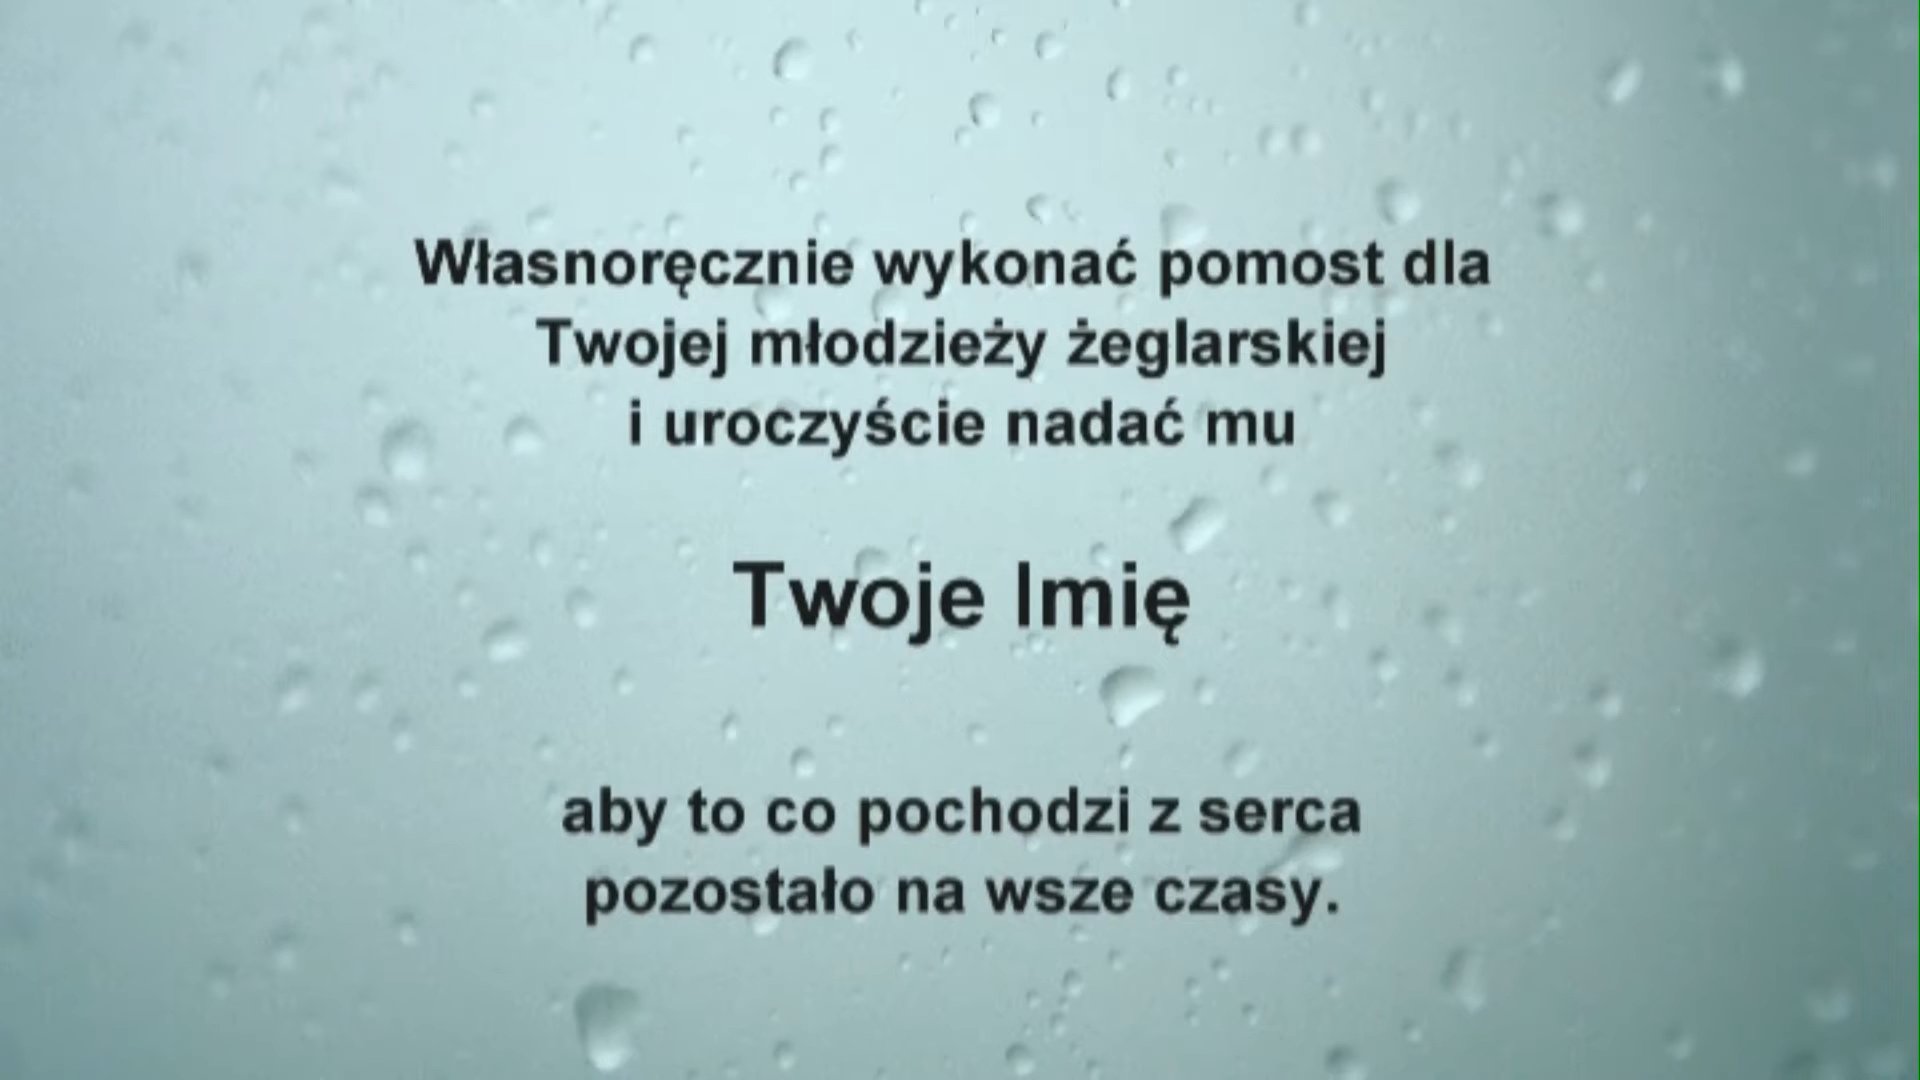 Własnoręcznie wykonać pomost dla
Twojej młodzieży żeglarskiej
i uroczyście nadać mu
Twoje Imię
aby to co pochodzi z serca
pozostało na wsze czasy.